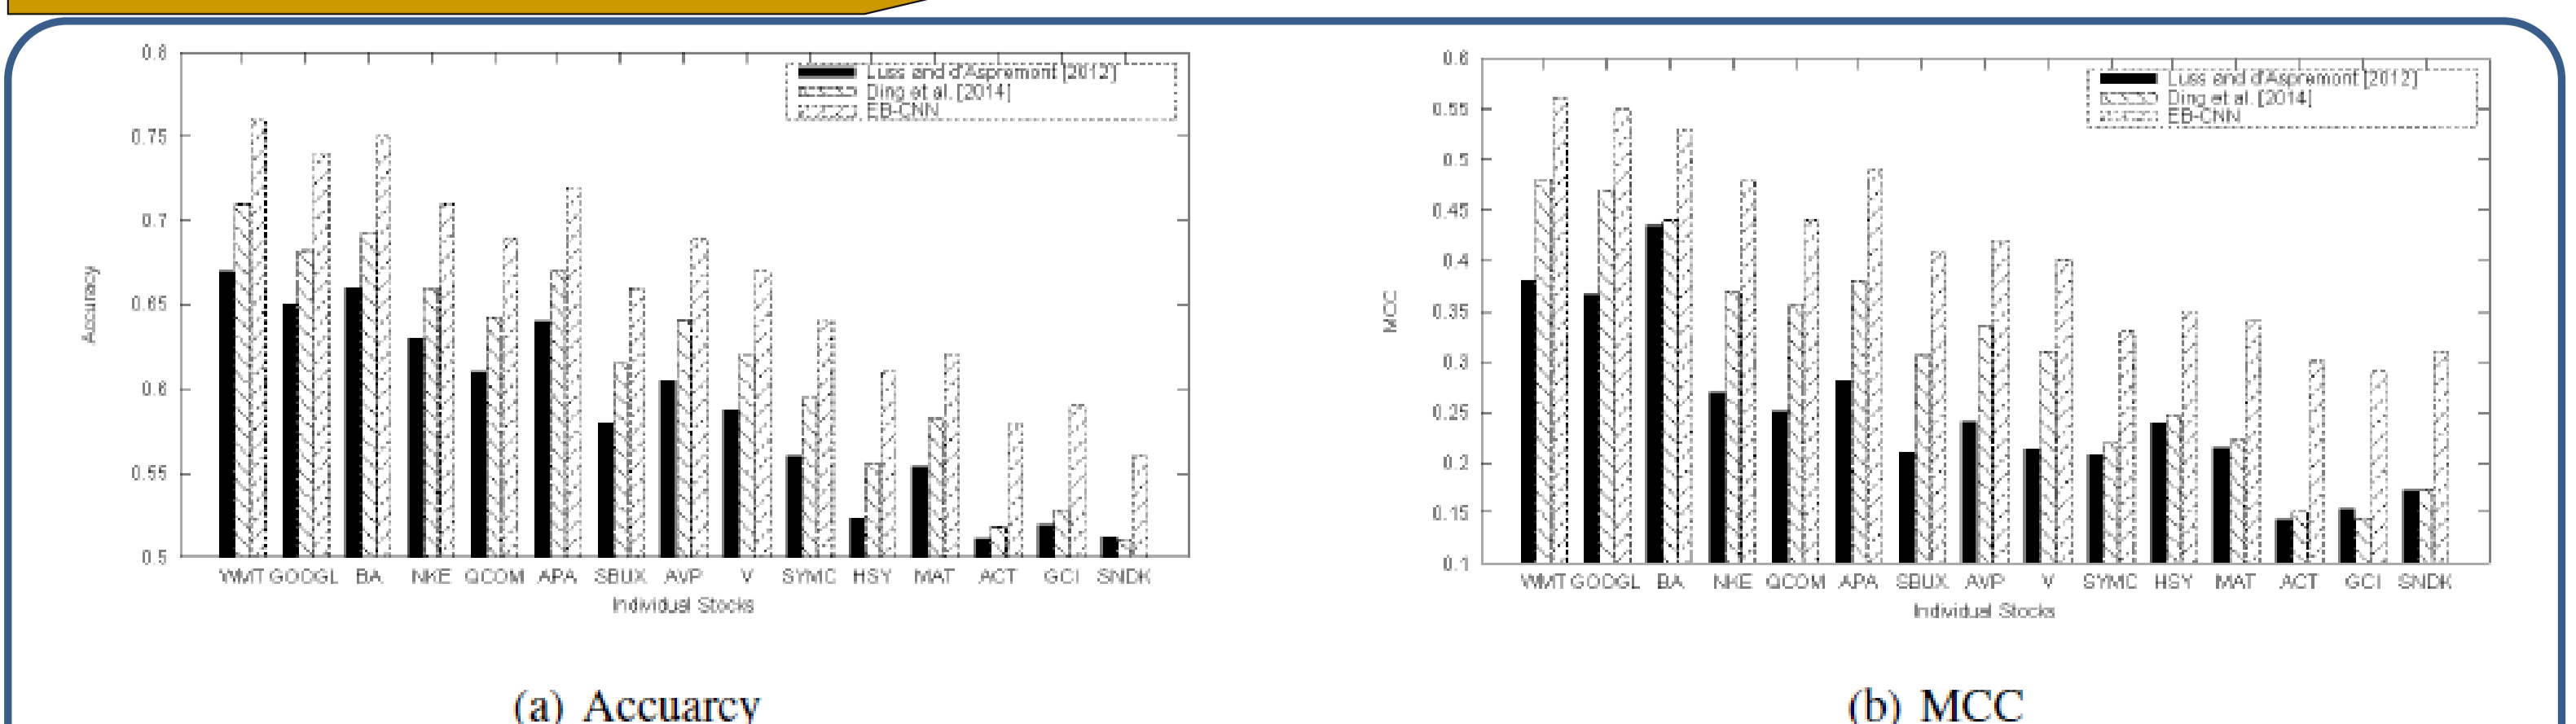 0.8
0.75
0.7
0.65
0.6
0.55
0.5
Accuracy
Luss and d'Aspremont [2012]
Ding et al. [2014]
EB-CNN
WMT GOOGL BA NKE QCOM APA SBUX AVP V SYMC HSY MAT ACT GCI SNDK
Individual Stocks
(a) Accuarcy
0.6
0.55
0.5
0.45
0.4
0.35
0.3
0.25
0.2
0.15
0.1
MCC
Luss and d'Aspremont [2012]
Ding et al. [2014]
EB-CNN
WMT GOOGL BA NKE QCOM APA SBUX AVP V SYMC HSY MAT ACT GCI SNDK
Individual Stocks
(b) MCC